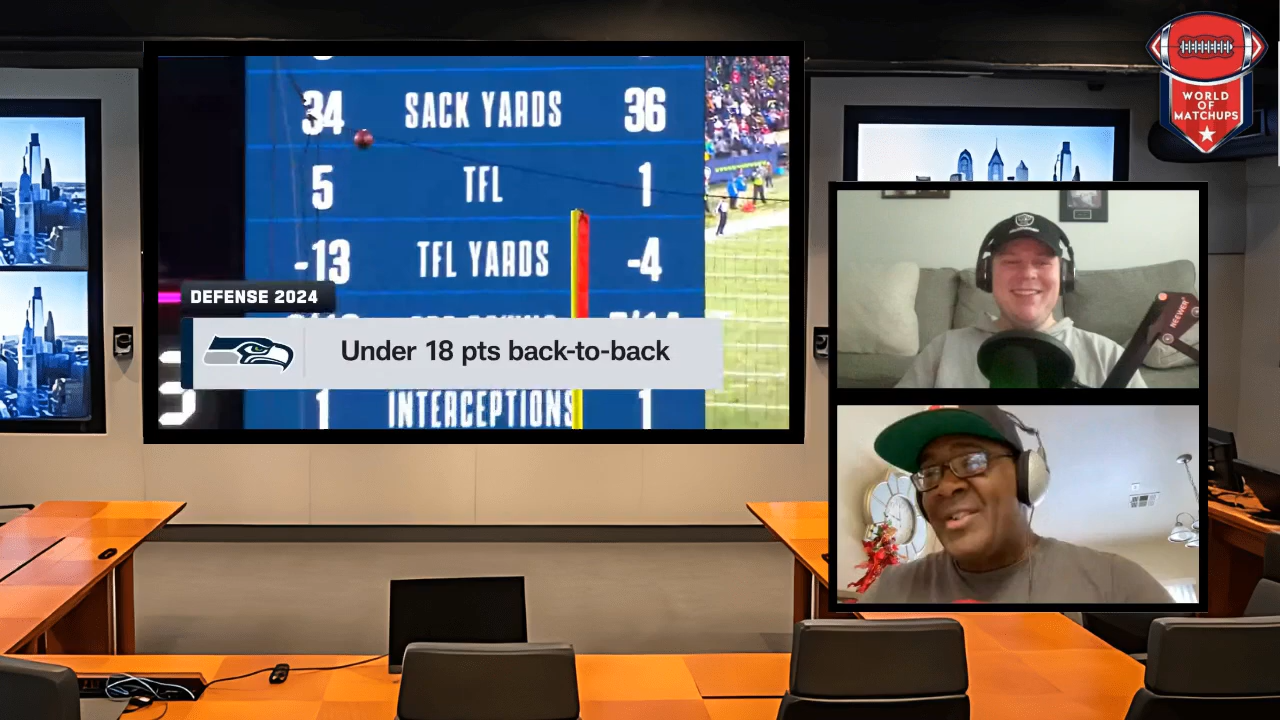 34 SACK YARDS 36
5 TFL 1
-13 TFL YARDS -4
DEFENSE 2024
Under 18 pts back-to-back
1 INTERCEPTIONS 1
WORLD
OF
MATCHUPS
NEEWER